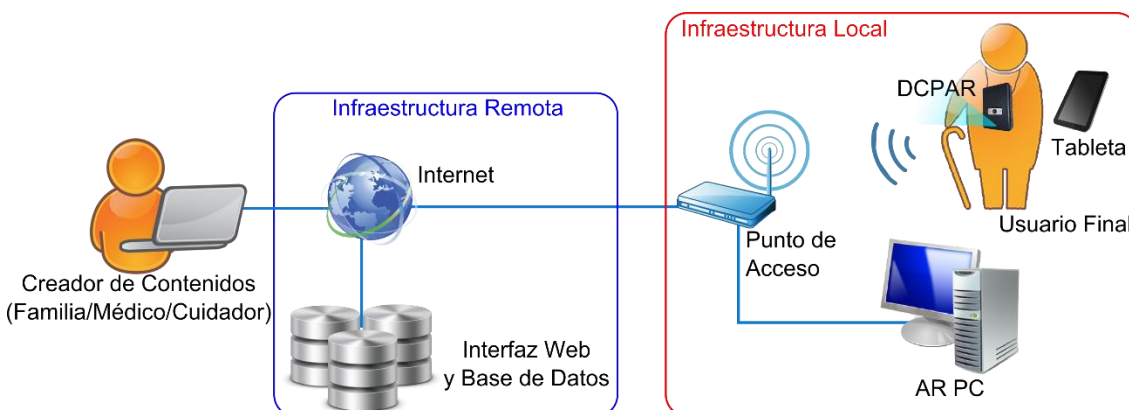 Infraestructura Local
Infraestructura Remota
DCPAR
Internet
Tableta
Usuario Final
Punto de
Acceso
Creador de Contenidos
(Familia/Médico/Cuidador)
Interfaz Web
y Base de Datos
AR PC